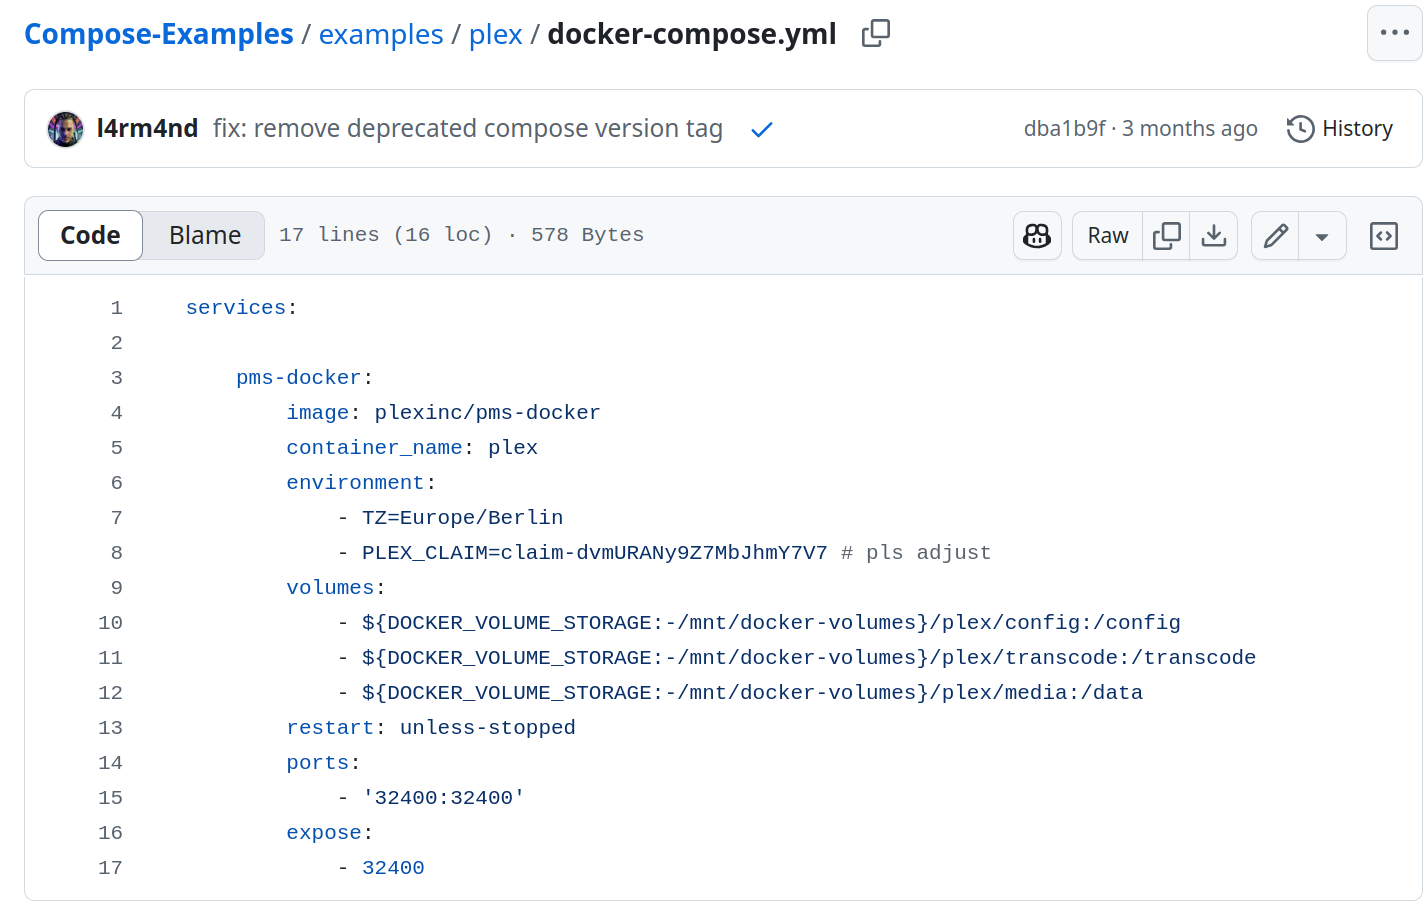 Compose-Examples / examples / plex / docker-compose.yml
l4rm4nd fix: remove deprecated compose version tag dba1b9f · 3 months ago History
Code Blame 17 lines (16 loc) · 578 Bytes Raw
1 services:
2
3     pms-docker:
4         image: plexinc/pms-docker
5         container_name: plex
6         environment:
7             - TZ=Europe/Berlin
8             - PLEX_CLAIM=claim-dvmURANy9Z7MbJhmY7V7 # pls adjust
9         volumes:
10             - ${DOCKER_VOLUME_STORAGE:-/mnt/docker-volumes}/plex/config:/config
11             - ${DOCKER_VOLUME_STORAGE:-/mnt/docker-volumes}/plex/transcode:/transcode
12             - ${DOCKER_VOLUME_STORAGE:-/mnt/docker-volumes}/plex/media:/data
13         restart: unless-stopped
14         ports:
15             - '32400:32400'
16         expose:
17             - 32400